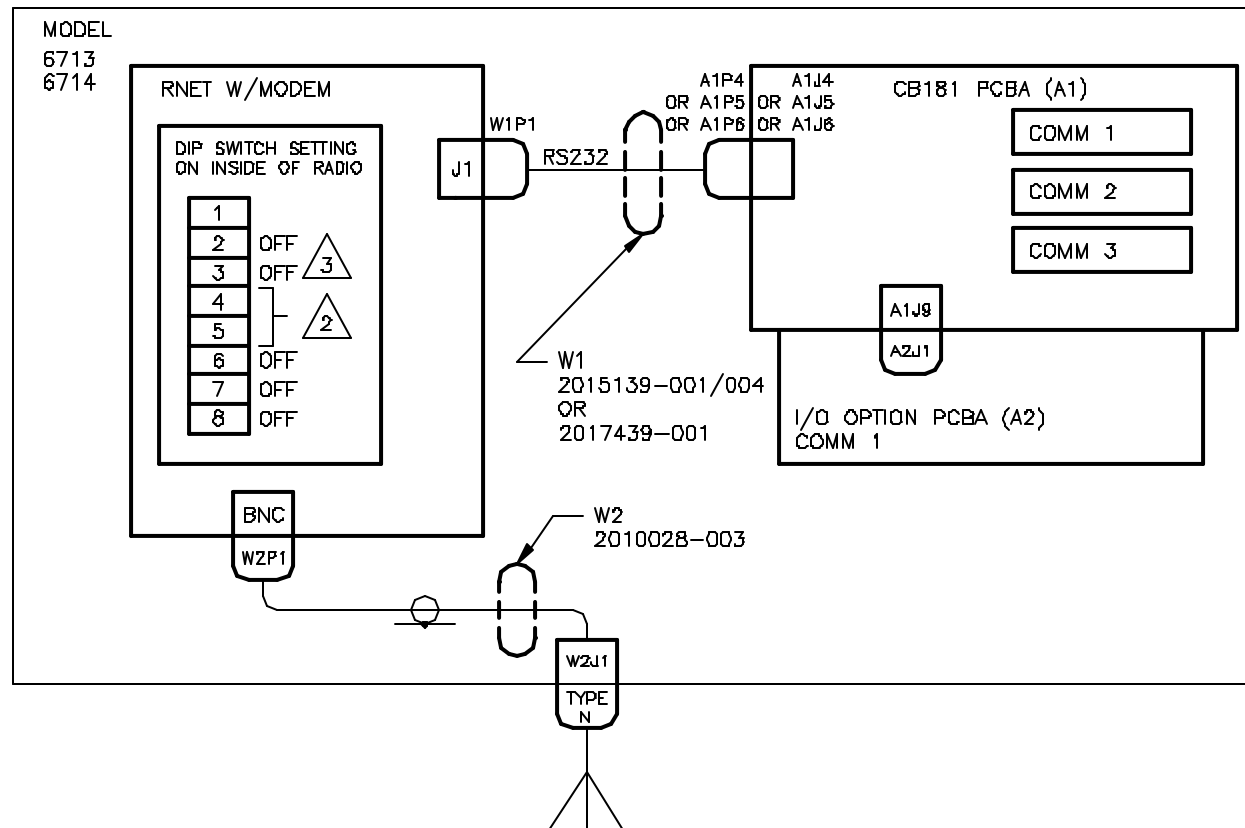 MODEL
6713
6714
RNET W/MODEM
DIP SWITCH SETTING
ON INSIDE OF RADIO
1
2 OFF
3 OFF 3
4
5 2
6 OFF
7 OFF
8 OFF
J1
W1P1
RS232
A1P4 A1J4
OR A1P5 OR A1J5
OR A1P6 OR A1J6
CB181 PCBA (A1)
COMM 1
COMM 2
COMM 3
A1J9
A2J1
I/O OPTION PCBA (A2)
COMM 1
W1
2015139-001/004
OR
2017439-001
BNC
W2P1
W2
2010028-003
W2J1
TYPE
N